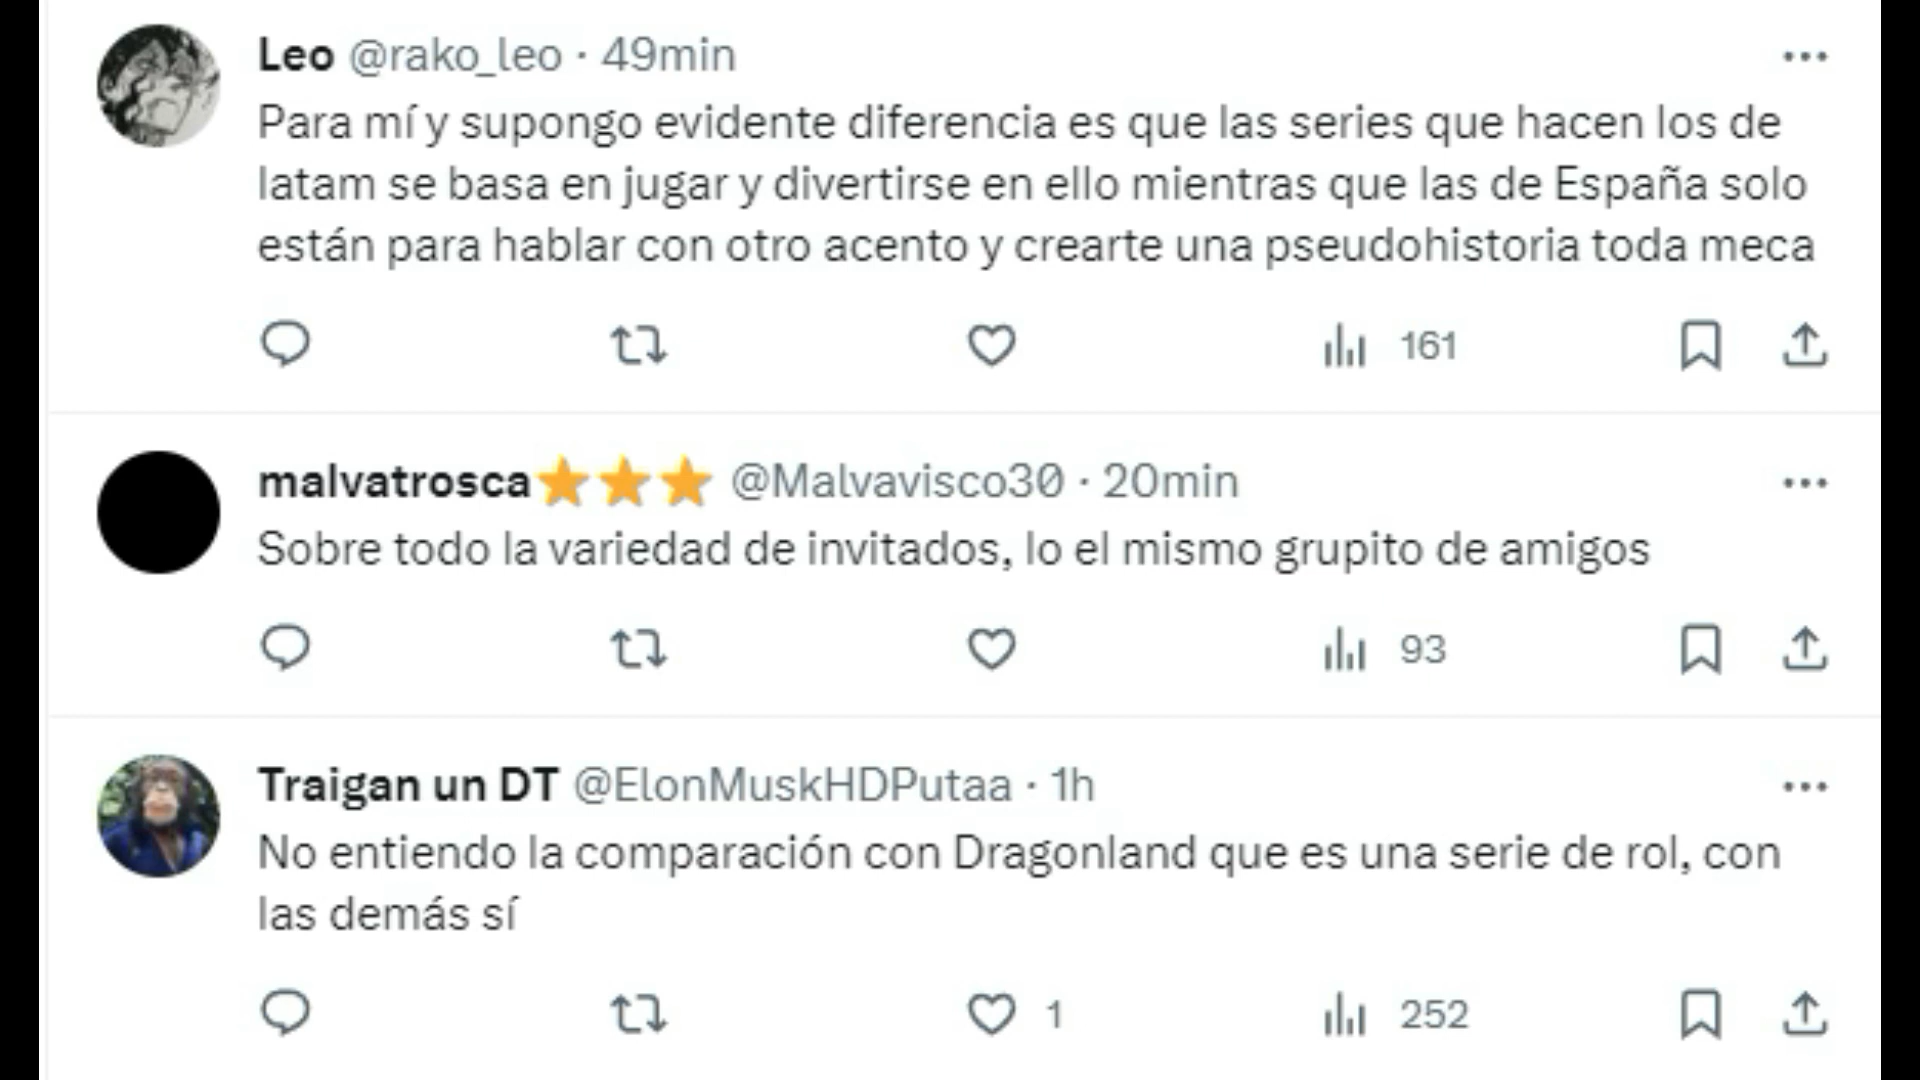 Leo @rako_leo · 49min
Para mí y supongo evidente diferencia es que las series que hacen los de
latam se basa en jugar y divertirse en ello mientras que las de España solo
están para hablar con otro acento y crearte una pseudohistoria toda meca
161
malvatrosca⭐⭐⭐ @Malvavisco30 · 20min
Sobre todo la variedad de invitados, lo el mismo grupito de amigos
93
Traigan un DT @ElonMuskHDPutaa · 1h
No entiendo la comparación con Dragonland que es una serie de rol, con
las demás sí
1 252